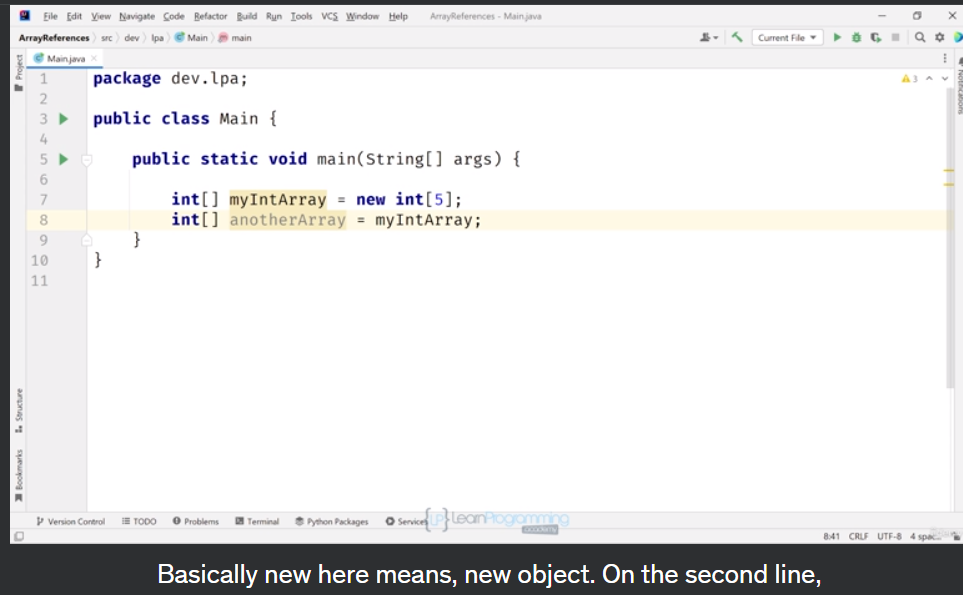 File Edit View Navigate Code Refactor Build Run Tools VCS Window Help ArrayReferences - Main.java
ArrayReferences src dev lpa Main main Current File
Project Main.java Notifications
1 package dev.lpa; 3
2
3 public class Main {
4
5 public static void main(String[] args) {
6
7 int[] myIntArray = new int[5];
8 int[] anotherArray = myIntArray;
9 }
10 }
11
Structure
Bookmarks
Version Control TODO Problems Terminal Python Packages Services
{LP} LearnProgramming
academy
8:41 CRLF UTF-8 4 spac
Basically new here means, new object. On the second line,